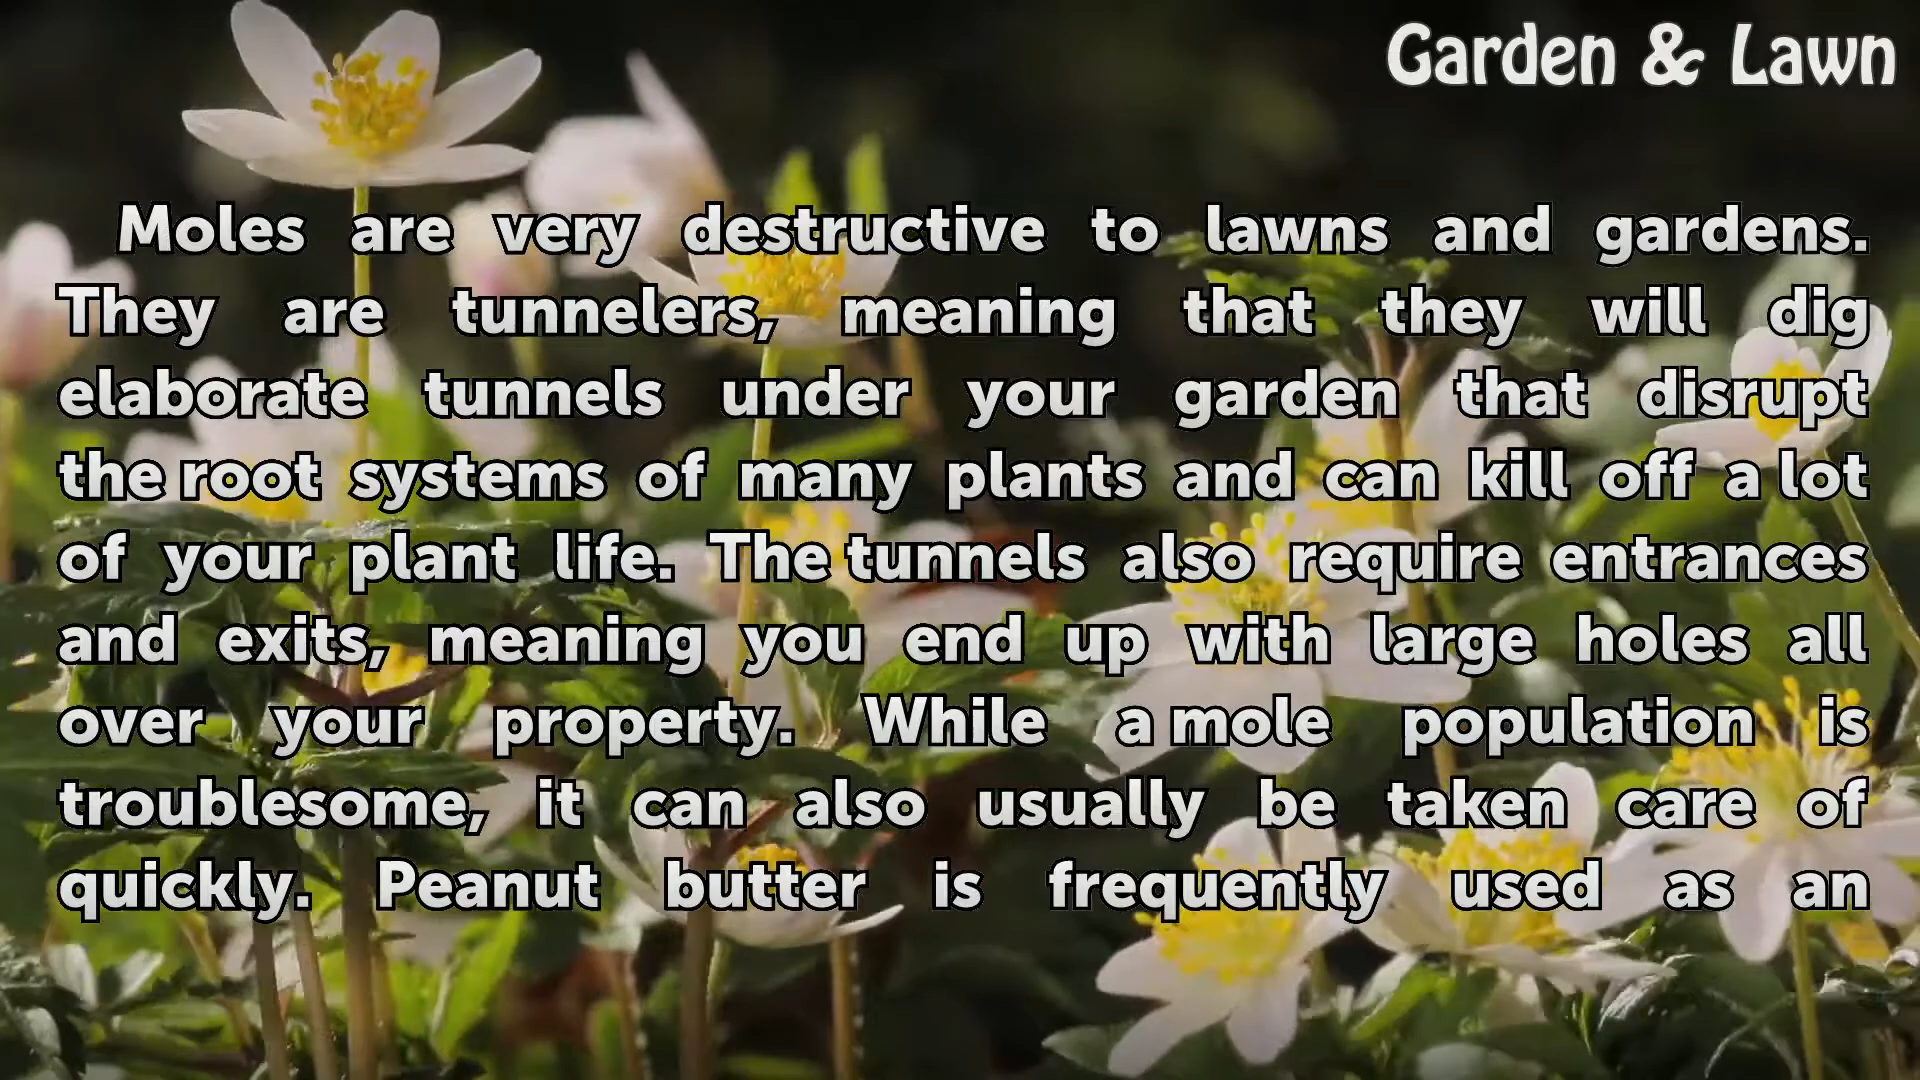 Garden & Lawn
Moles are very destructive to lawns and gardens.
They are tunnelers, meaning that they will dig
elaborate tunnels under your garden that disrupt
the root systems of many plants and can kill off a lot
of your plant life. The tunnels also require entrances
and exits, meaning you end up with large holes all
over your property. While a mole population is
troublesome, it can also usually be taken care of
quickly. Peanut butter is frequently used as an